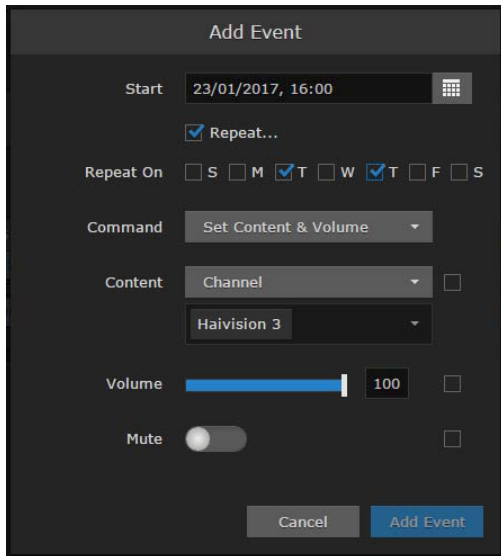 Add Event
Start 23/01/2017, 16:00
Repeat...
Repeat On S M T W T F S
Command Set Content & Volume
Content Channel
Haivision 3
Volume 100
Mute
Cancel Add Event